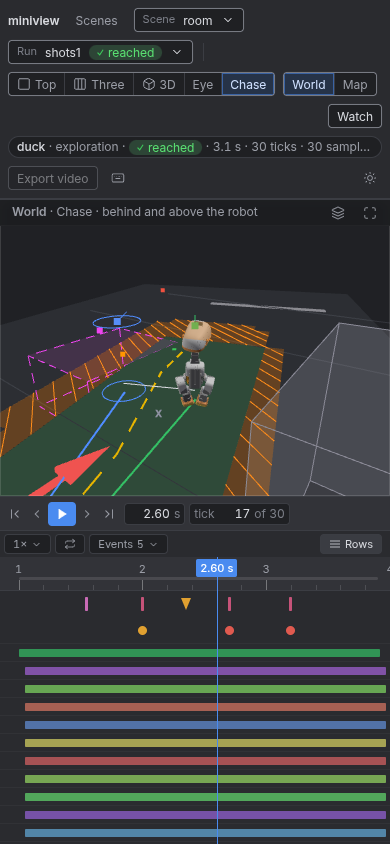 miniview Scenes Scene room
Run shots1 ✓ reached
Top Three 3D Eye Chase World Map
Watch
duck · exploration · ✓ reached · 3.1 s · 30 ticks · 30 sampl...
Export video
World · Chase · behind and above the robot
x
2.60 s tick 17 of 30
1× Events 5 Rows
1 2 2.60 s 3 4